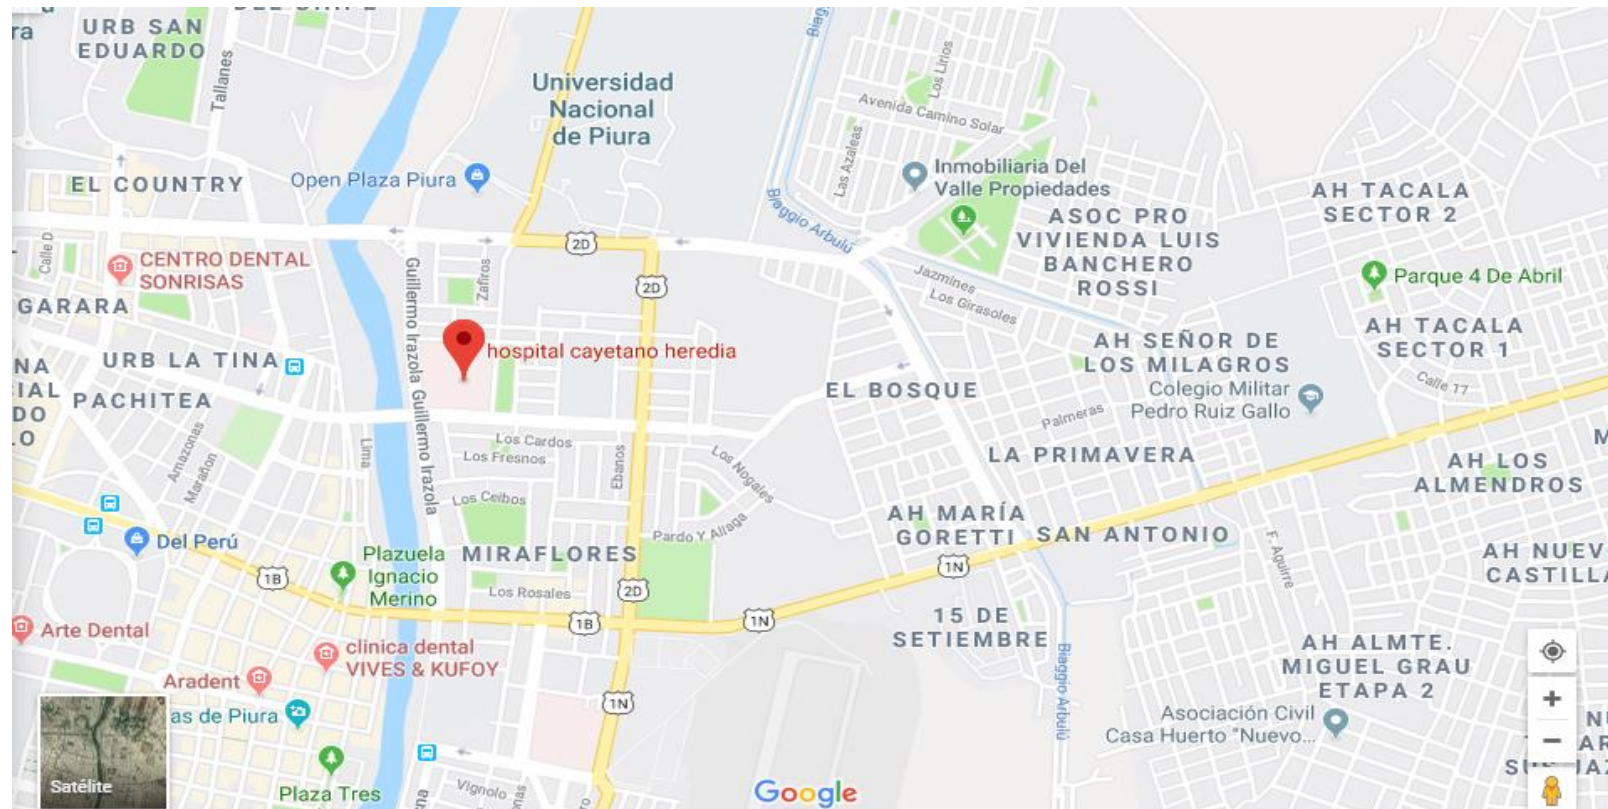 URB SAN
EDUARDO
Tallanes
Universidad
Nacional
de Piura
Los Lirios
Avenida Camino Solar
Las Azaleas
Inmobiliaria Del
Valle Propiedades
EL COUNTRY
Open Plaza Piura
Biaggio Arbulú
ASOC PRO
VIVIENDA LUIS
BANCHERO
ROSSI
AH TACALA
SECTOR 2
Calle D
CENTRO DENTAL
SONRISAS
2D
2D
Guillermo Irazola
Guillermo Irazola
Zafiros
Jazmines
Los Girasoles
Parque 4 De Abril
GARARA
URB LA TINA
hospital cayetano heredia
AH SEÑOR DE
LOS MILAGROS
AH TACALA
SECTOR 1
Calle 17
PACHITEA
EL BOSQUE
Colegio Militar
Pedro Ruiz Gallo
Palmeras
Amazonas
Marañon
Lima
Los Cardos
Los Fresnos
Ebanos
Los Nogales
LA PRIMAVERA
AH LOS
ALMENDROS
Los Ceibos
Pardo Y Aliaga
AH MARÍA
GORETTI
SAN ANTONIO
F. Aguirre
Del Perú
Plazuela
Ignacio
Merino
MIRAFLORES
1B
Los Rosales
2D
1N
AH NUEV
CASTILLA
1B
1N
15 DE
SETIEMBRE
Arte Dental
clinica dental
VIVES & KUFOY
Biaggio Arbulú
AH ALMTE.
MIGUEL GRAU
ETAPA 2
Aradent
as de Piura
1N
Asociación Civil
Casa Huerto "Nuevo...
Satélite
Plaza Tres
Vignolo
Google